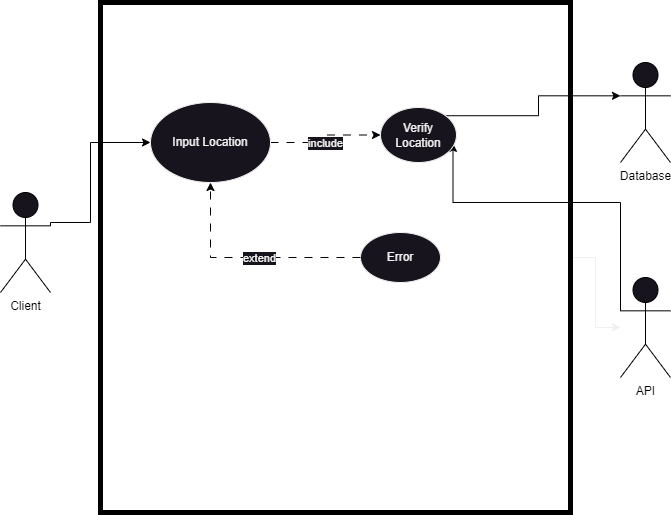 Input Location
include
Verify
Location
Database
extend
Error
Client
API